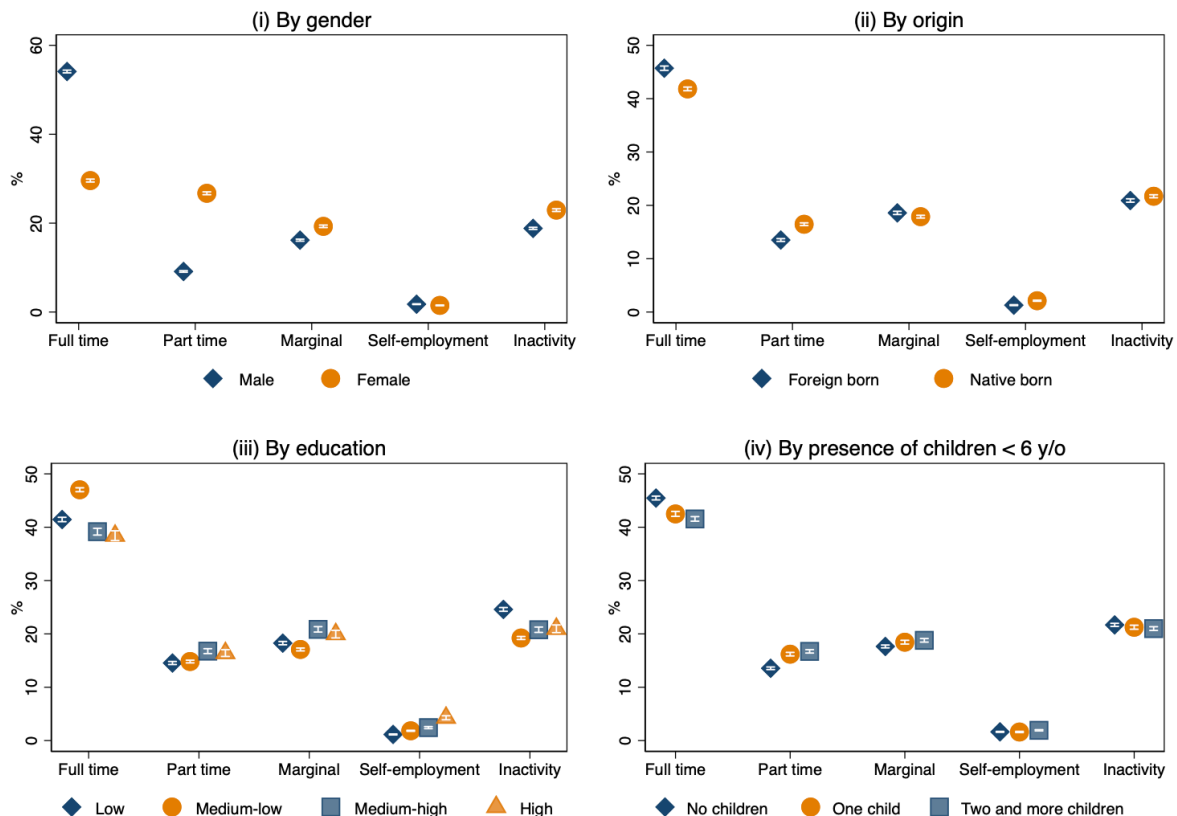 (i) By gender
60
40
20
0
%
Full time Part time Marginal Self-employment Inactivity
Male Female
(ii) By origin
50
40
30
20
10
0
%
Full time Part time Marginal Self-employment Inactivity
Foreign born Native born
(iii) By education
50
40
30
20
10
0
%
Full time Part time Marginal Self-employment Inactivity
Low Medium-low Medium-high High
(iv) By presence of children < 6 y/o
50
40
30
20
10
0
%
Full time Part time Marginal Self-employment Inactivity
No children One child Two and more children